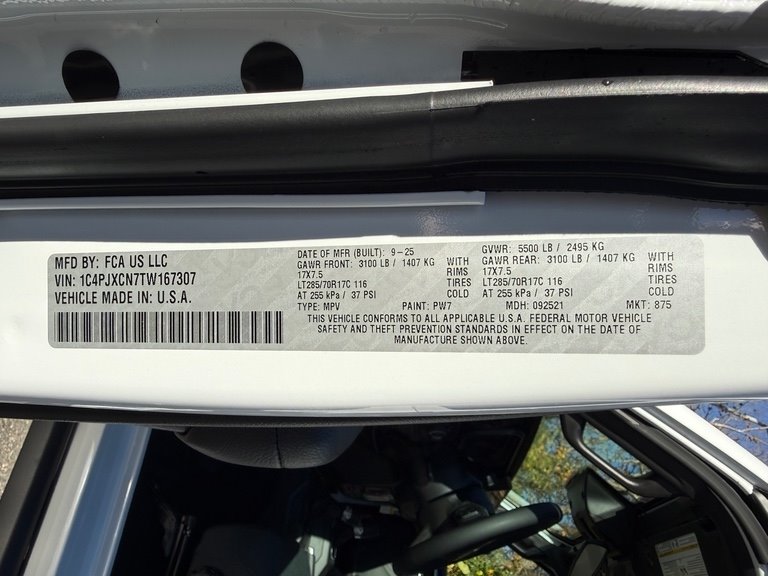 MFD BY: FCA US LLC
VIN: 1C4PJXCN7TW167307
VEHICLE MADE IN: U.S.A.
DATE OF MFR (BUILT): 9-25 GVWR: 5500 LB / 2495 KG
GAWR FRONT: 3100 LB / 1407 KG WITH GAWR REAR: 3100 LB / 1407 KG WITH
17X7.5 RIMS 17X7.5 RIMS
LT285/70R17C 116 TIRES LT285/70R17C 116 TIRES
AT 255 kPa / 37 PSI COLD AT 255 kPa / 37 PSI COLD
TYPE: MPV PAINT: PW7 MDH: 092521 MKT: 875
THIS VEHICLE CONFORMS TO ALL APPLICABLE U.S.A. FEDERAL MOTOR VEHICLE
SAFETY AND THEFT PREVENTION STANDARDS IN EFFECT ON THE DATE OF
MANUFACTURE SHOWN ABOVE.